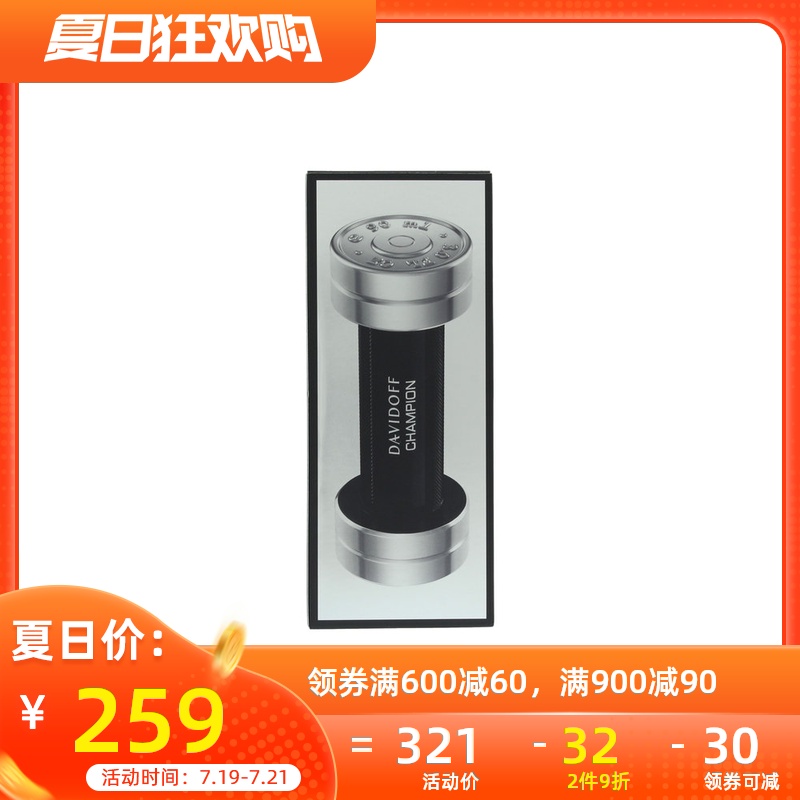 夏日狂欢购
90 mL
DAVIDOFF
CHAMPION
夏日价：
¥ 259
活动时间：7.19-7.21
领券满600减60，满900减90
= 321 - 32 - 30
活动价 2件9折 领券可减